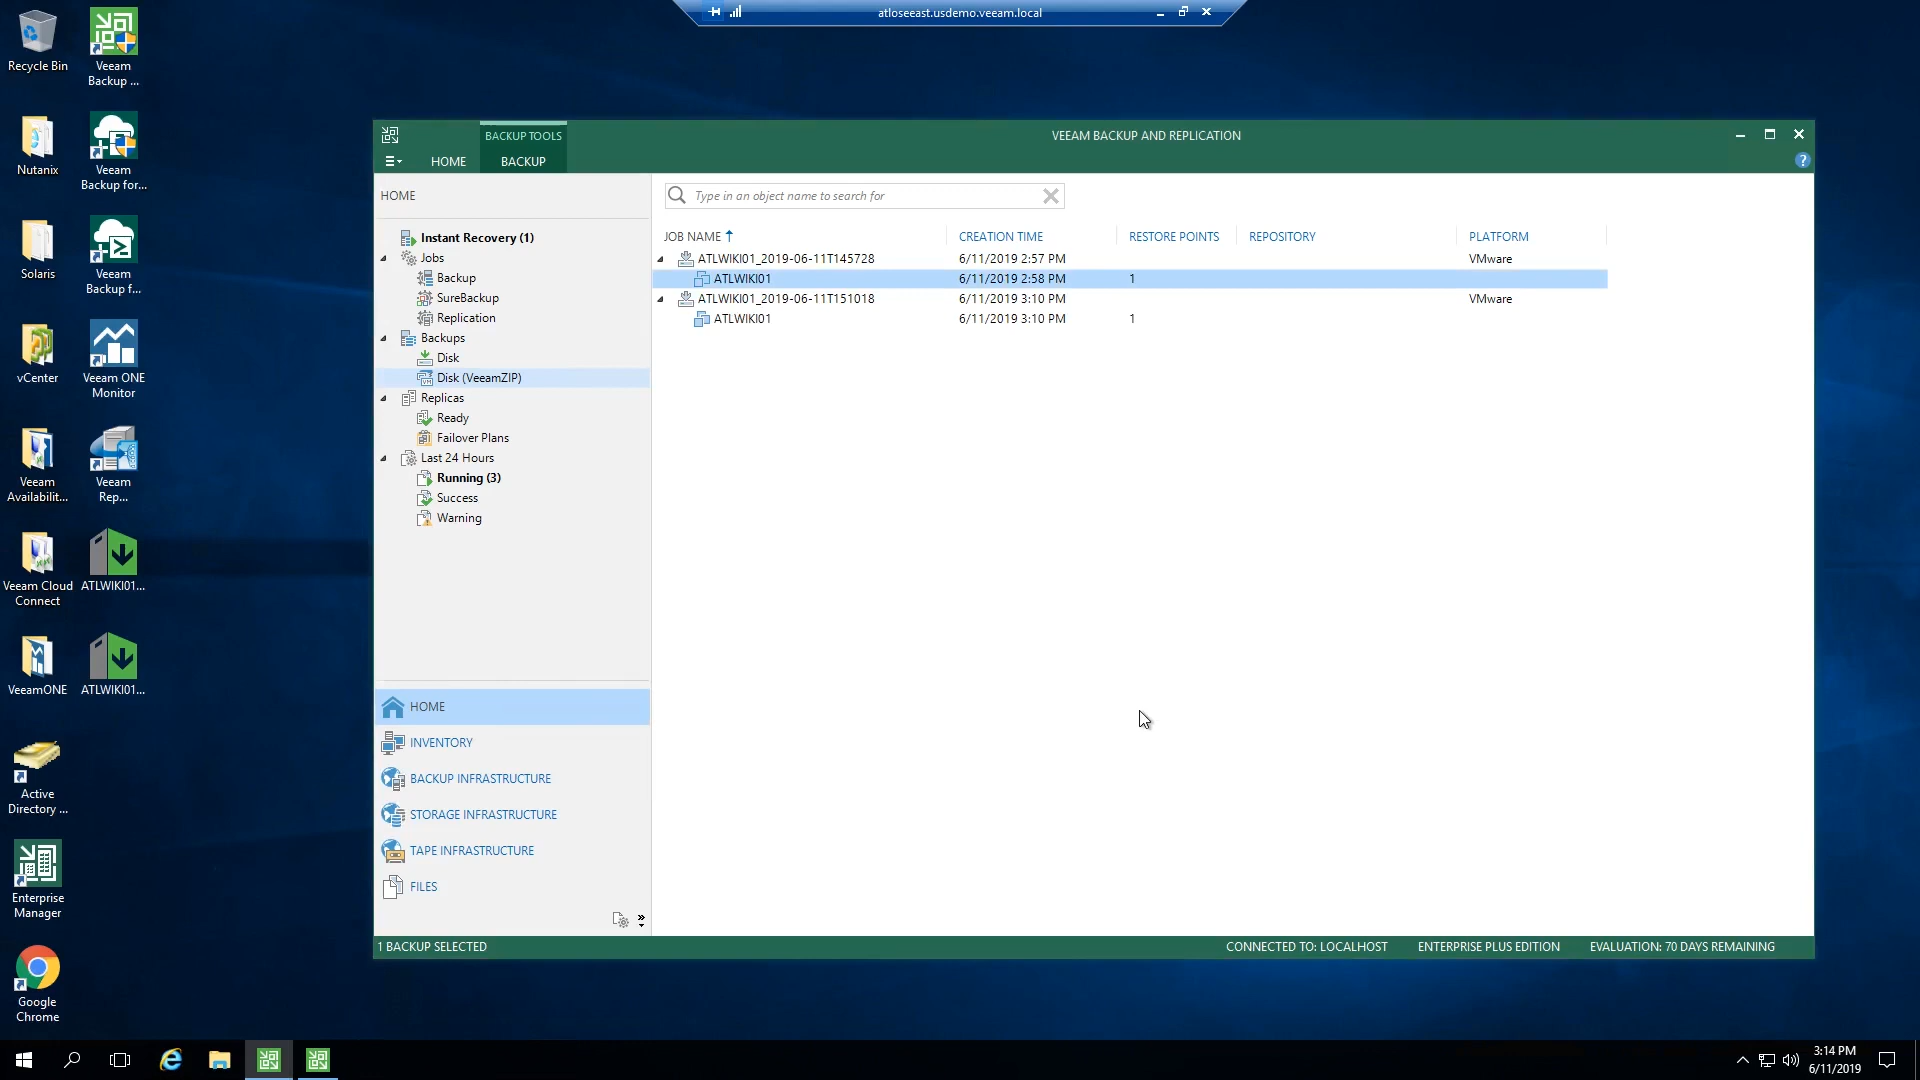 atloseeast.usdemo.veeam.local
Recycle Bin
Veeam
Backup ...
Nutanix
Veeam
Backup for...
Solaris
Veeam
Backup f...
vCenter
Veeam ONE
Monitor
Veeam
Availabilit...
Veeam
Rep...
Veeam Cloud
Connect
ATLWIKI01...
VeeamONE
ATLWIKI01...
Active
Directory ...
Enterprise
Manager
Google
Chrome
BACKUP TOOLS
VEEAM BACKUP AND REPLICATION
HOME
BACKUP
HOME
Instant Recovery (1)
Jobs
Backup
SureBackup
Replication
Backups
Disk
Disk (VeeamZIP)
Replicas
Ready
Failover Plans
Last 24 Hours
Running (3)
Success
Warning
HOME
INVENTORY
BACKUP INFRASTRUCTURE
STORAGE INFRASTRUCTURE
TAPE INFRASTRUCTURE
FILES
Type in an object name to search for
JOB NAME CREATION TIME RESTORE POINTS REPOSITORY PLATFORM
ATLWIKI01_2019-06-11T145728 6/11/2019 2:57 PM VMware
ATLWIKI01 6/11/2019 2:58 PM 1
ATLWIKI01_2019-06-11T151018 6/11/2019 3:10 PM VMware
ATLWIKI01 6/11/2019 3:10 PM 1
1 BACKUP SELECTED
CONNECTED TO: LOCALHOST
ENTERPRISE PLUS EDITION
EVALUATION: 70 DAYS REMAINING
3:14 PM
6/11/2019